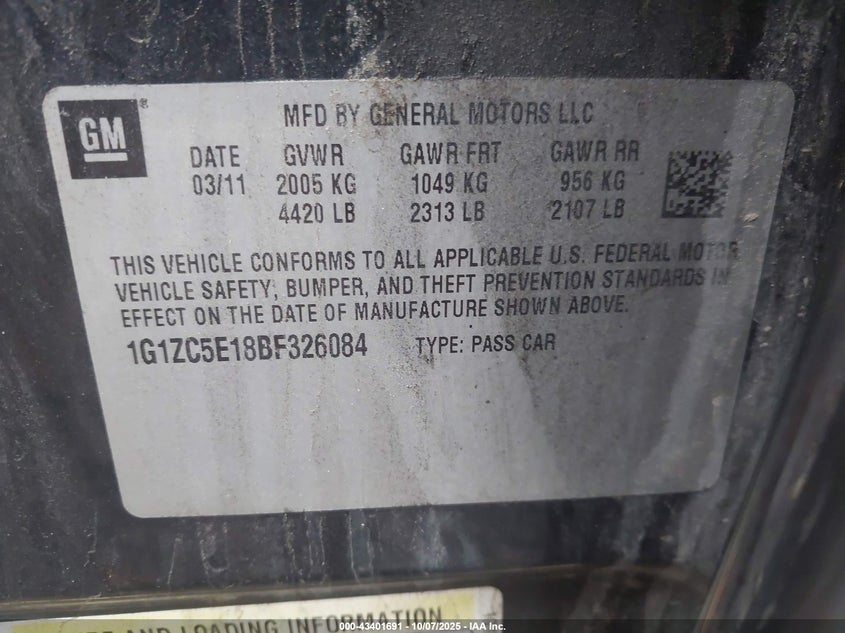 GM
MFD BY GENERAL MOTORS LLC
DATE GVWR GAWR FRT GAWR RR
03/11 2005 KG 1049 KG 956 KG
4420 LB 2313 LB 2107 LB
THIS VEHICLE CONFORMS TO ALL APPLICABLE U.S. FEDERAL MOTOR
VEHICLE SAFETY, BUMPER, AND THEFT PREVENTION STANDARDS IN
EFFECT ON THE DATE OF MANUFACTURE SHOWN ABOVE.
1G1ZC5E18BF326084 TYPE: PASS CAR
AND LOADING INFORMATION
000-43401691 - 10/07/2025 - IAA Inc.